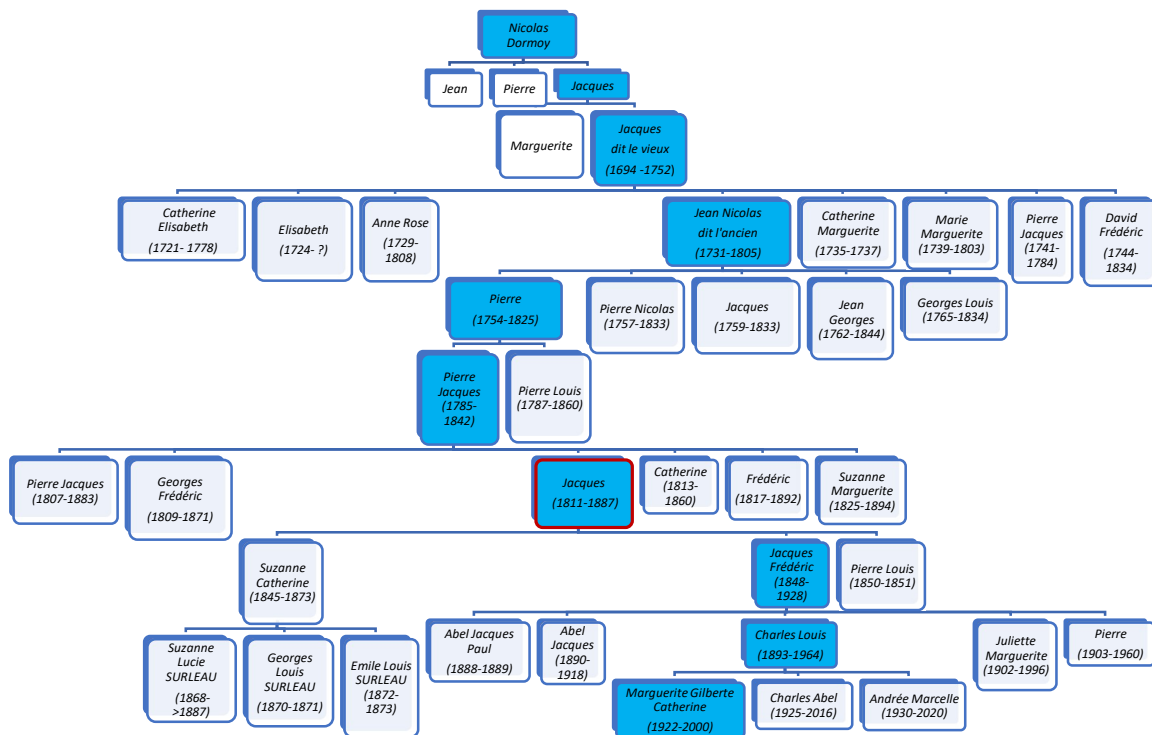 Nicolas
Dormoy
Jean
Pierre
Jacques
Marguerite
Jacques
dit le vieux
(1694 -1752)
Catherine
Elisabeth
(1721- 1778)
Elisabeth
(1724- ?)
Anne Rose
(1729-
1808)
Jean Nicolas
dit l'ancien
(1731-1805)
Catherine
Marguerite
(1735-1737)
Marie
Marguerite
(1739-1803)
Pierre
Jacques
(1741-
1784)
David
Frédéric
(1744-
1834)
Pierre
(1754-1825)
Pierre Nicolas
(1757-1833)
Jacques
(1759-1833)
Jean
Georges
(1762-1844)
Georges Louis
(1765-1834)
Pierre
Jacques
(1785-
1842)
Pierre Louis
(1787-1860)
Pierre Jacques
(1807-1883)
Georges
Frédéric
(1809-1871)
Jacques
(1811-1887)
Catherine
(1813-
1860)
Frédéric
(1817-1892)
Suzanne
Marguerite
(1825-1894)
Suzanne
Catherine
(1845-1873)
Jacques
Frédéric
(1848-
1928)
Pierre Louis
(1850-1851)
Suzanne
Lucie
SURLEAU
(1868-
>1887)
Georges
Louis
SURLEAU
(1870-1871)
Emile Louis
SURLEAU
(1872-
1873)
Abel Jacques
Paul
(1888-1889)
Abel
Jacques
(1890-
1918)
Charles Louis
(1893-1964)
Juliette
Marguerite
(1902-1996)
Pierre
(1903-1960)
Marguerite Gilberte
Catherine
(1922-2000)
Charles Abel
(1925-2016)
Andrée Marcelle
(1930-2020)